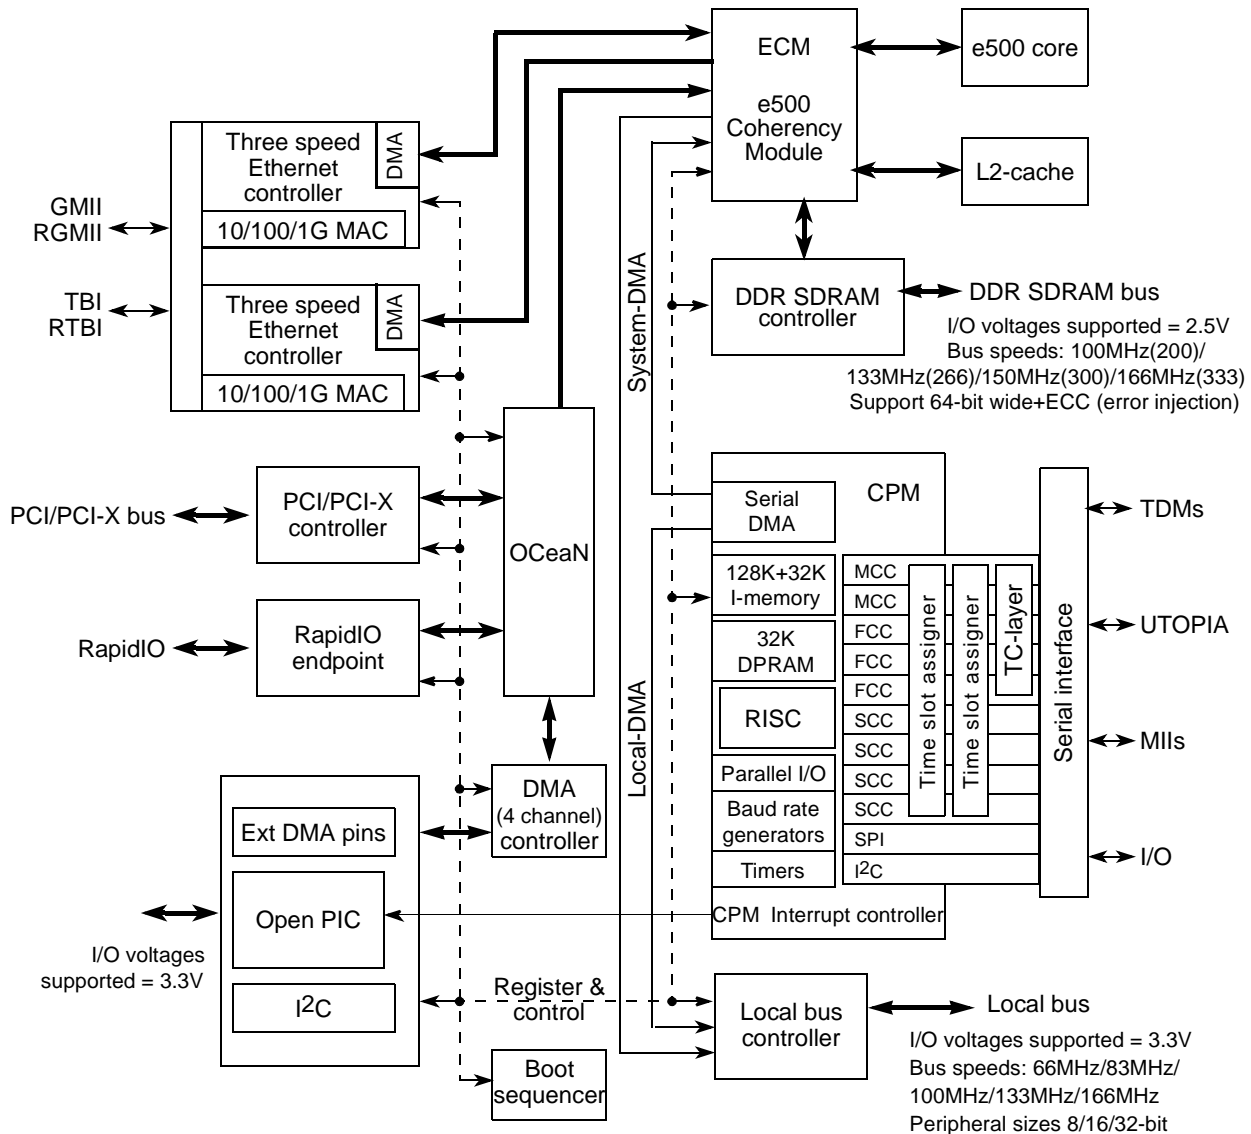 ECM
e500
Coherency
Module
e500 core
L2-cache
Three speed
Ethernet
controller
DMA
10/100/1G MAC
GMII
RGMII
TBI
RTBI
Three speed
Ethernet
controller
DMA
10/100/1G MAC
System-DMA
DDR SDRAM
controller
DDR SDRAM bus
I/O voltages supported = 2.5V
Bus speeds: 100MHz(200)/
133MHz(266)/150MHz(300)/166MHz(333)
Support 64-bit wide+ECC (error injection)
PCI/PCI-X bus
PCI/PCI-X
controller
OCeaN
RapidIO
RapidIO
endpoint
Local-DMA
CPM
Serial
DMA
128K+32K
I-memory
32K
DPRAM
RISC
Parallel I/O
Baud rate
generators
Timers
CPM Interrupt controller
MCC
MCC
FCC
FCC
FCC
SCC
SCC
SCC
SCC
SPI
I2C
Time slot assigner
Time slot assigner
TC-layer
Serial interface
TDMs
UTOPIA
MIIs
I/O
DMA
(4 channel)
controller
Ext DMA pins
Open PIC
I2C
I/O voltages
supported = 3.3V
Register &
control
Boot
sequencer
Local bus
controller
Local bus
I/O voltages supported = 3.3V
Bus speeds: 66MHz/83MHz/
100MHz/133MHz/166MHz
Peripheral sizes 8/16/32-bit